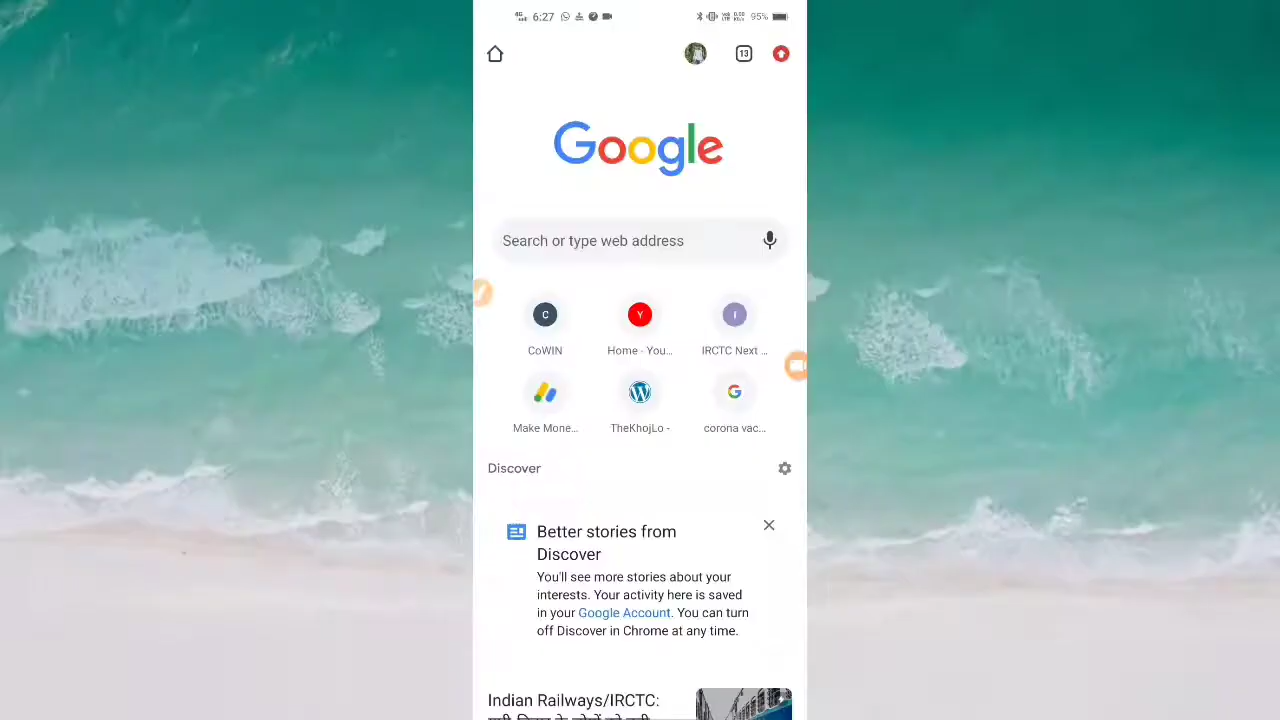 4G 6:27 95%
13
Google
Search or type web address
C Y I
CoWIN Home - You... IRCTC Next ...
Make Mone... TheKhojLo - corona vac...
Discover
Better stories from
Discover
You'll see more stories about your
interests. Your activity here is saved
in your Google Account. You can turn
off Discover in Chrome at any time.
Indian Railways/IRCTC: